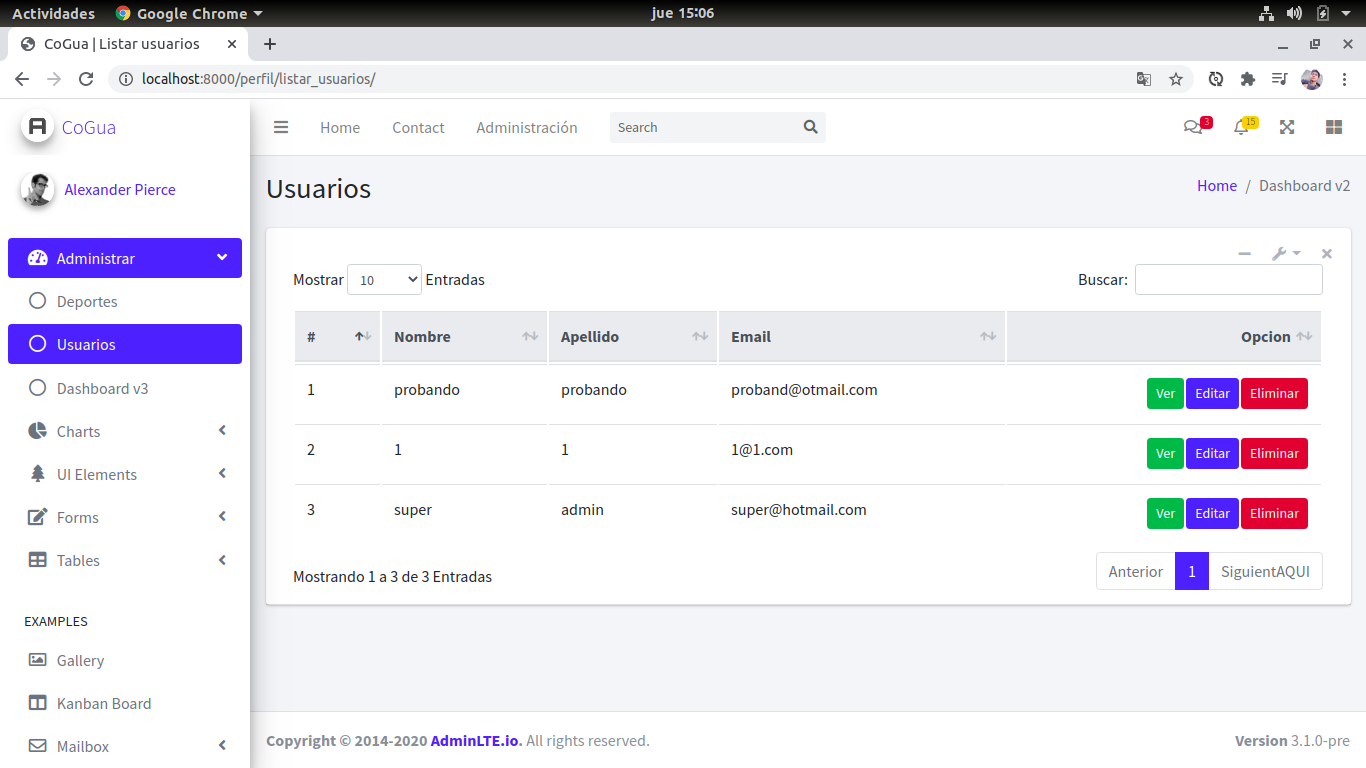 Actividades Google Chrome jue 15:06
CoGua | Listar usuarios
localhost:8000/perfil/listar_usuarios/
CoGua
Home Contact Administración Search 3 15
Alexander Pierce
Usuarios
Home / Dashboard v2
Administrar
Deportes
Usuarios
Dashboard v3
Charts
UI Elements
Forms
Tables
EXAMPLES
Gallery
Kanban Board
Mailbox
Mostrar 10 Entradas Buscar:
# Nombre Apellido Email Opcion
1 probando probando proband@otmail.com Ver Editar Eliminar
2 1 1 1@1.com Ver Editar Eliminar
3 super admin super@hotmail.com Ver Editar Eliminar
Mostrando 1 a 3 de 3 Entradas Anterior 1 SiguientAQUI
Copyright © 2014-2020 AdminLTE.io. All rights reserved. Version 3.1.0-pre